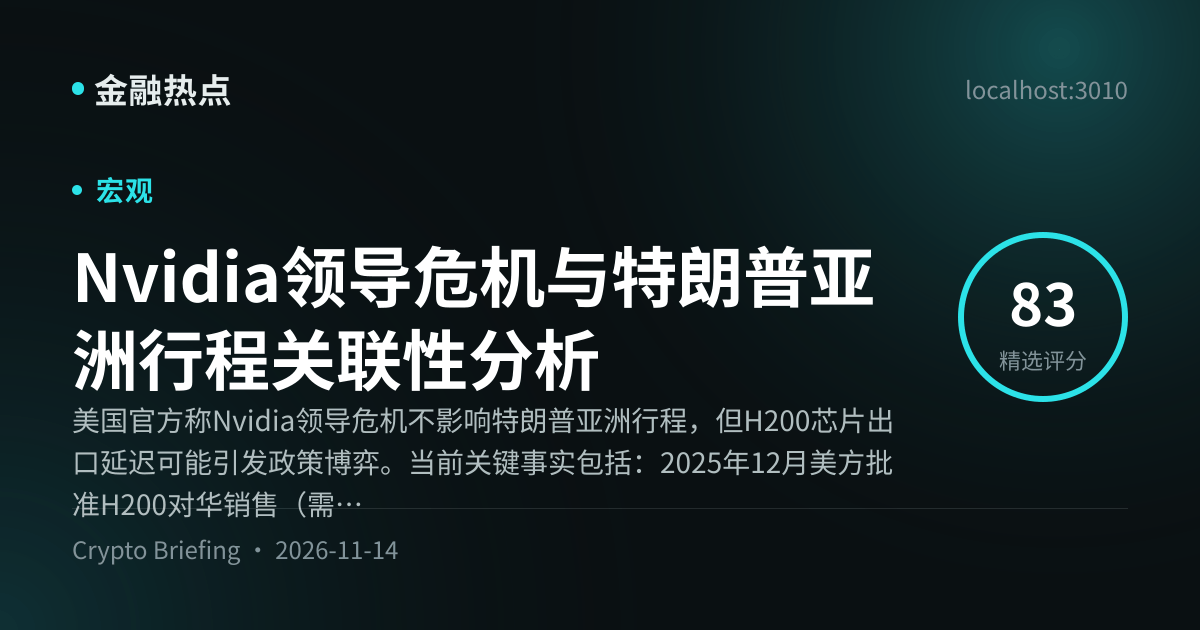 金融热点
localhost:3010
宏观
Nvidia领导危机与特朗普亚
洲行程关联性分析
83
精选评分
美国官方称Nvidia领导危机不影响特朗普亚洲行程，但H200芯片出
口延迟可能引发政策博弈。当前关键事实包括：2025年12月美方批
准H200对华销售（需…
Crypto Briefing · 2026-11-14